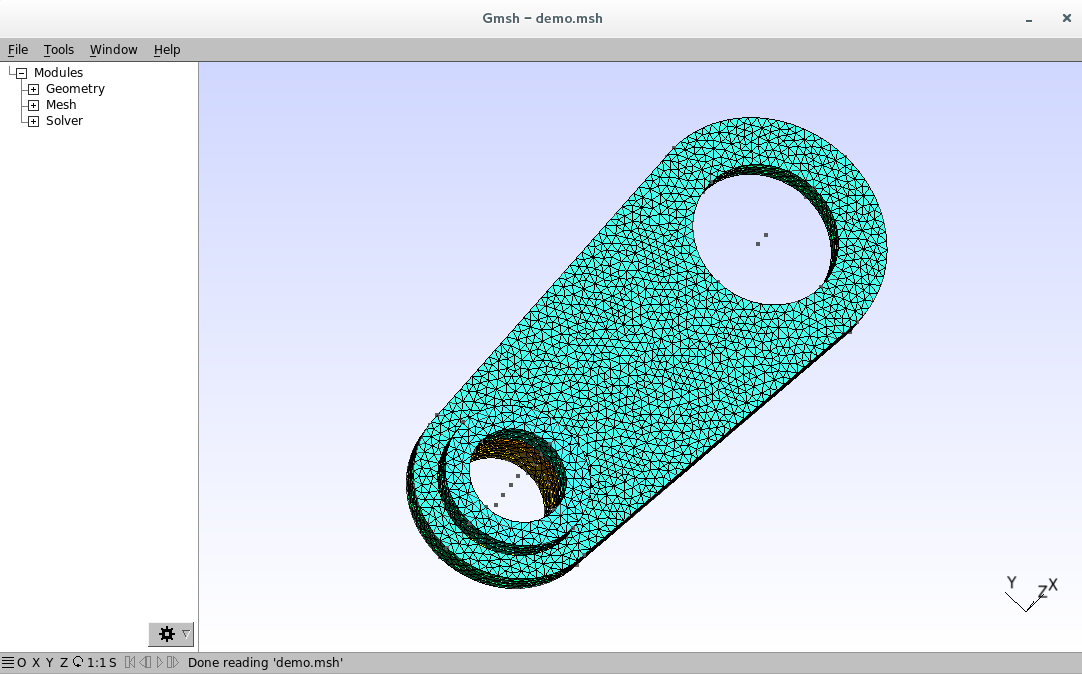 Gmsh – demo.msh
File Tools Window Help
Modules
Geometry
Mesh
Solver
Y
Z X
O X Y Z 1:1 S Done reading 'demo.msh'